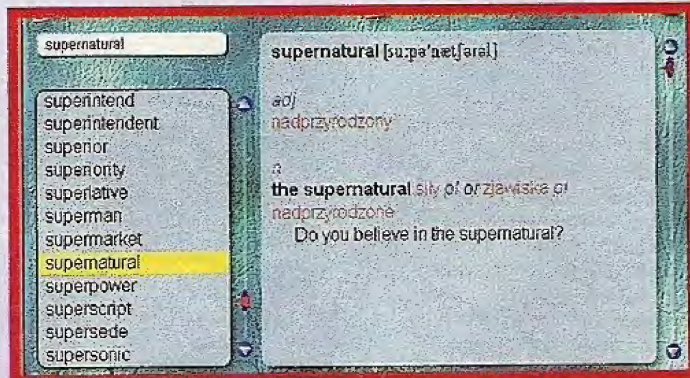 supernatural
superintend
superintendent
superior
superiority
superlative
superman
supermarket
supernatural
superpower
superscript
supersede
supersonic
supernatural [su:pə'nætʃərəl]
adj
nadprzyrodzony
n
the supernatural siły pl or zjawiska pl
nadprzyrodzone
Do you believe in the supernatural?